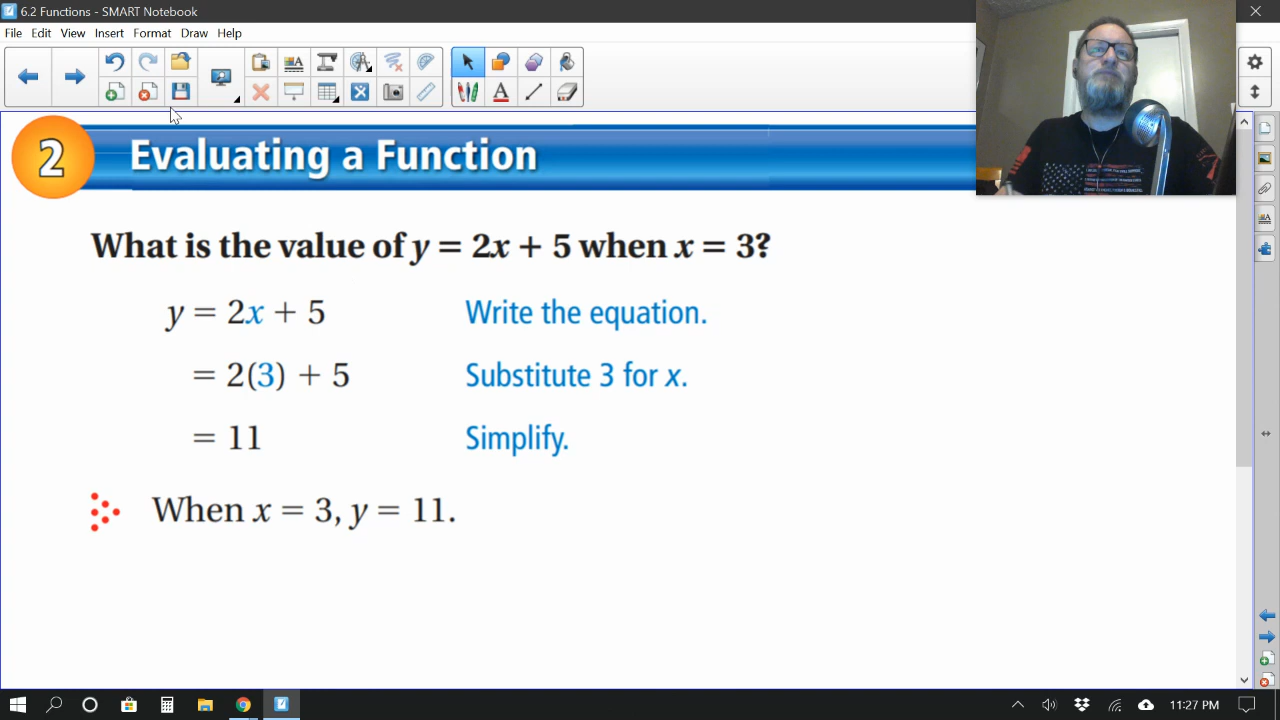 6.2 Functions - SMART Notebook
File Edit View Insert Format Draw Help
2 Evaluating a Function
What is the value of y = 2x + 5 when x = 3?
y = 2x + 5 Write the equation.
= 2(3) + 5 Substitute 3 for x.
= 11 Simplify.
When x = 3, y = 11.
11:27 PM